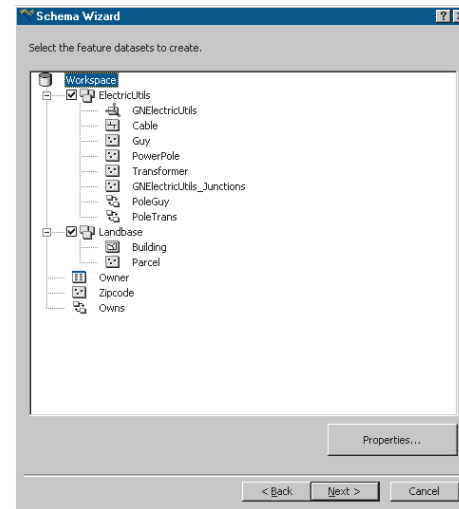 Schema Wizard
Select the feature datasets to create.
Workspace
ElectricUtils
GNElectricUtils
Cable
Guy
PowerPole
Transformer
GNElectricUtils_Junctions
PoleGuy
PoleTrans
Landbase
Building
Parcel
Owner
Zipcode
Owns
Properties...
< Back Next > Cancel